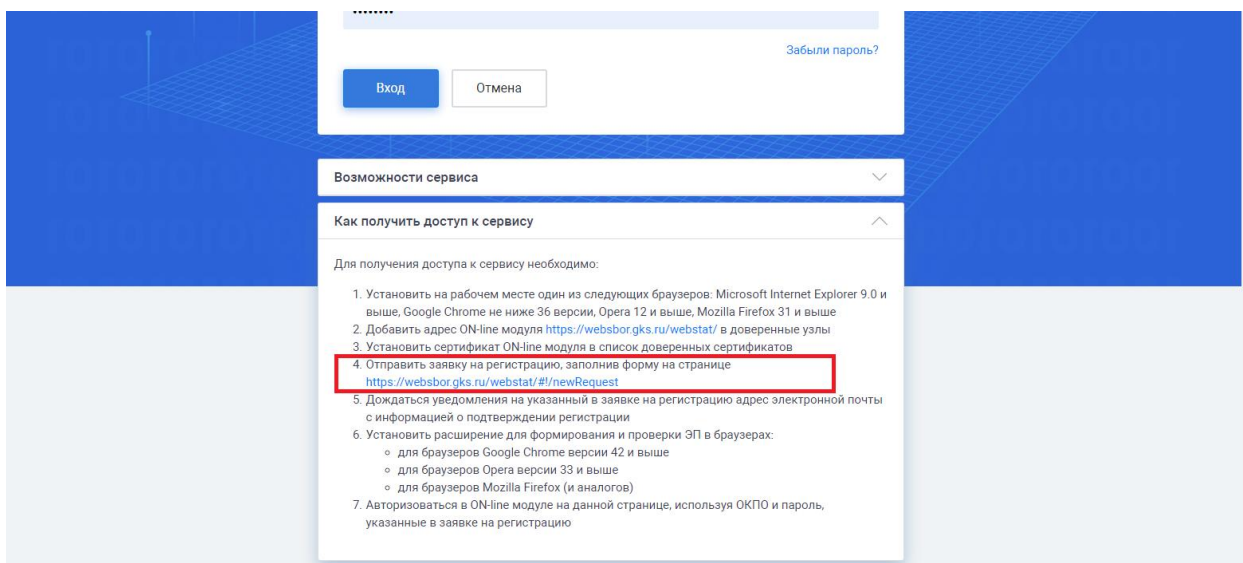 Забыли пароль?
Вход
Отмена
Возможности сервиса
Как получить доступ к сервису
Для получения доступа к сервису необходимо:
1. Установить на рабочем месте один из следующих браузеров: Microsoft Internet Explorer 9.0 и
выше, Google Chrome не ниже 36 версии, Opera 12 и выше, Mozilla Firefox 31 и выше
2. Добавить адрес ON-line модуля https://websbor.gks.ru/webstat/ в доверенные узлы
3. Установить сертификат ON-line модуля в список доверенных сертификатов
4. Отправить заявку на регистрацию, заполнив форму на странице
https://websbor.gks.ru/webstat/#!/newRequest
5. Дождаться уведомления на указанный в заявке на регистрацию адрес электронной почты
с информацией о подтверждении регистрации
6. Установить расширение для формирования и проверки ЭП в браузерах:
для браузеров Google Chrome версии 42 и выше
для браузеров Opera версии 33 и выше
для браузеров Mozilla Firefox (и аналогов)
7. Авторизоваться в ON-line модуле на данной странице, используя ОКПО и пароль,
указанные в заявке на регистрацию